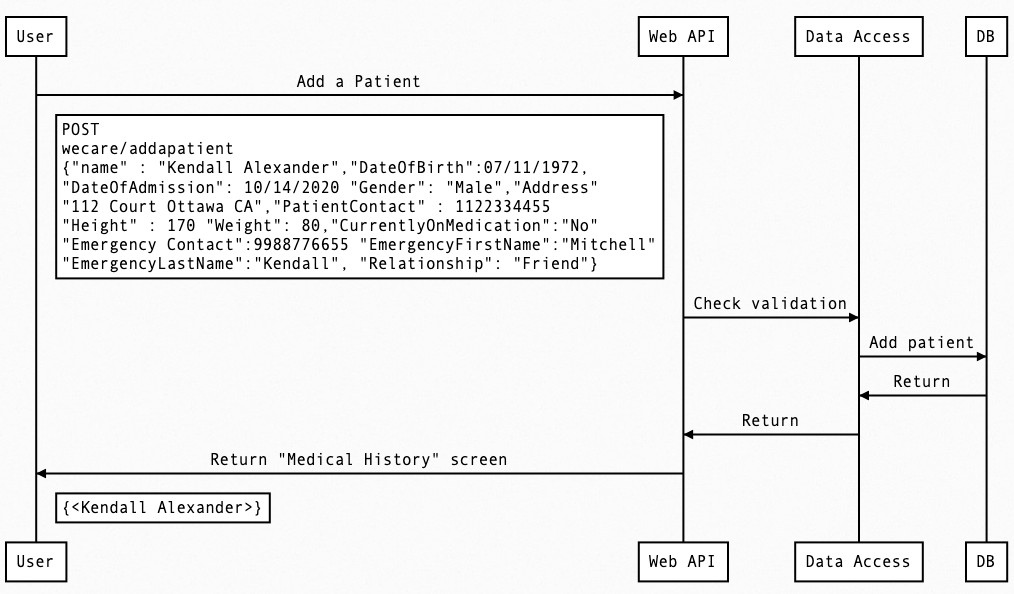 User
Web API
Data Access
DB
Add a Patient
POST
wecare/addapatient
{"name" : "Kendall Alexander","DateOfBirth":07/11/1972,
"DateOfAdmission": 10/14/2020 "Gender": "Male","Address"
"112 Court Ottawa CA","PatientContact" : 1122334455
"Height" : 170 "Weight": 80,"CurrentlyOnMedication":"No"
"Emergency Contact":9988776655 "EmergencyFirstName":"Mitchell"
"EmergencyLastName":"Kendall", "Relationship": "Friend"}
Check validation
Add patient
Return
Return
Return "Medical History" screen
{<Kendall Alexander>}
User
Web API
Data Access
DB